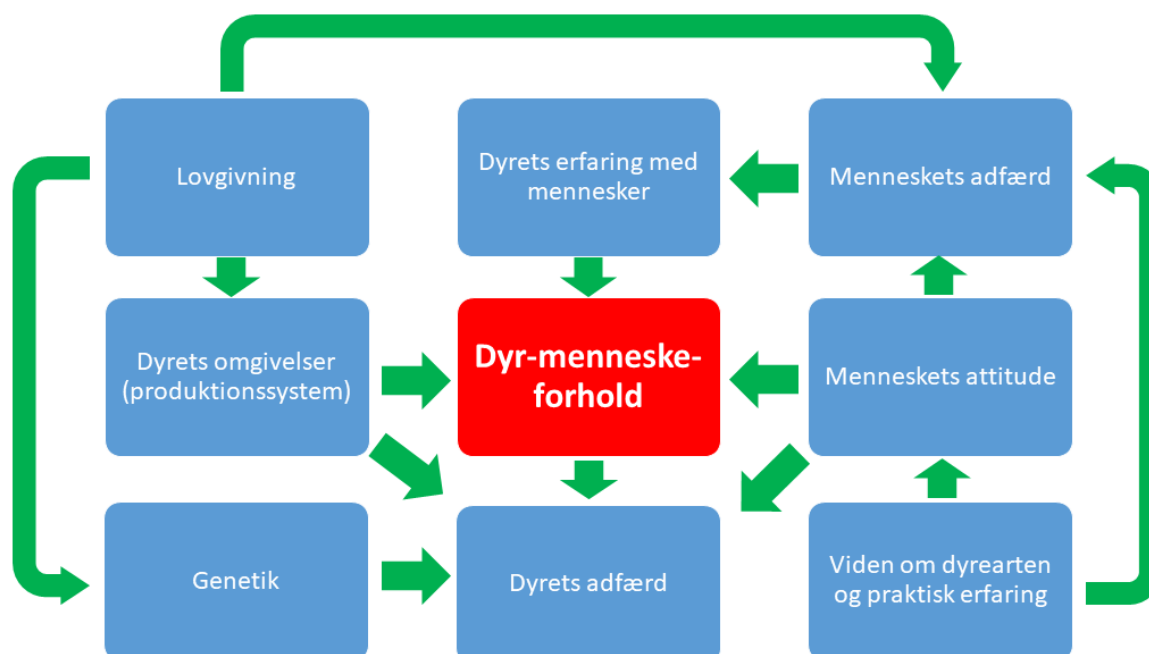 Lovgivning
Dyrets erfaring med
mennesker
Menneskets adfærd
Dyrets omgivelser
(produktionssystem)
Dyr-menneske-
forhold
Menneskets attitude
Genetik
Dyrets adfærd
Viden om dyrearten
og praktisk erfaring